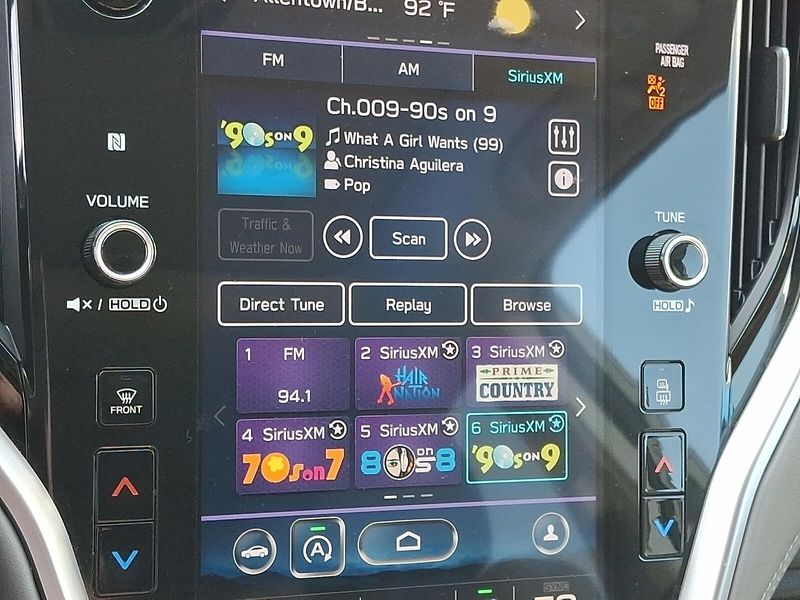 Allentown/B... 92 °F
FM AM SiriusXM
PASSENGER
AIR BAG
OFF
Ch.009-90s on 9
'90s ON 9
What A Girl Wants (99)
Christina Aguilera
Pop
VOLUME
TUNE
Traffic &
Weather Now
Scan
/ HOLD
HOLD
Direct Tune Replay Browse
1 FM
94.1
2 SiriusXM
HAIR
NATION
3 SiriusXM
PRIME
COUNTRY
FRONT
4 SiriusXM
70s on 7
5 SiriusXM
80s on 8
6 SiriusXM
'90s ON 9
A
SYNC